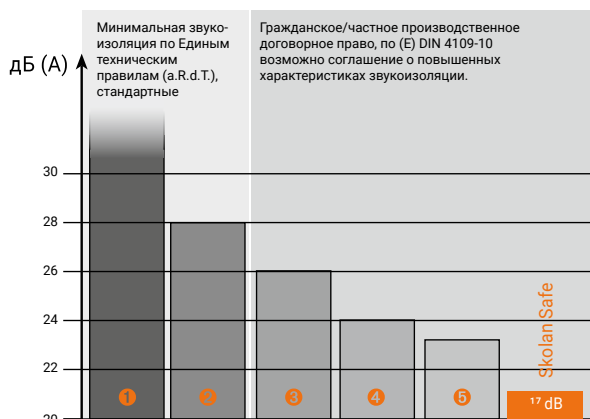 Минимальная звуко-
изоляция по Единым
техническим
правилам (a.R.d.T.),
стандартные
Гражданское/частное производственное
договорное право, по (E) DIN 4109-10
возможно соглашение о повышенных
характеристиках звукоизоляции.
дБ (A)
30
28
26
24
22
20
1
2
3
4
5
Skolan Safe
17 dB